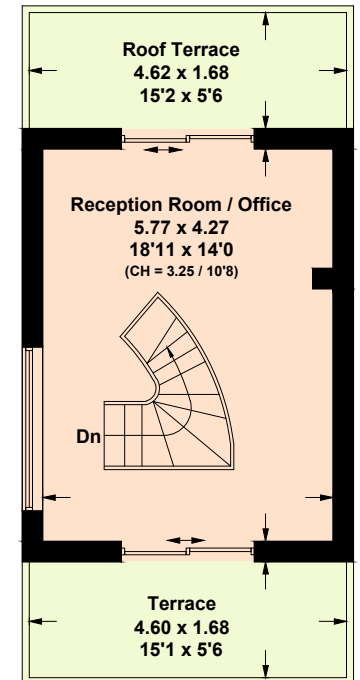 Roof Terrace
4.62 x 1.68
15'2 x 5'6
Reception Room / Office
5.77 x 4.27
18'11 x 14'0
(CH = 3.25 / 10'8)
Dn
Terrace
4.60 x 1.68
15'1 x 5'6